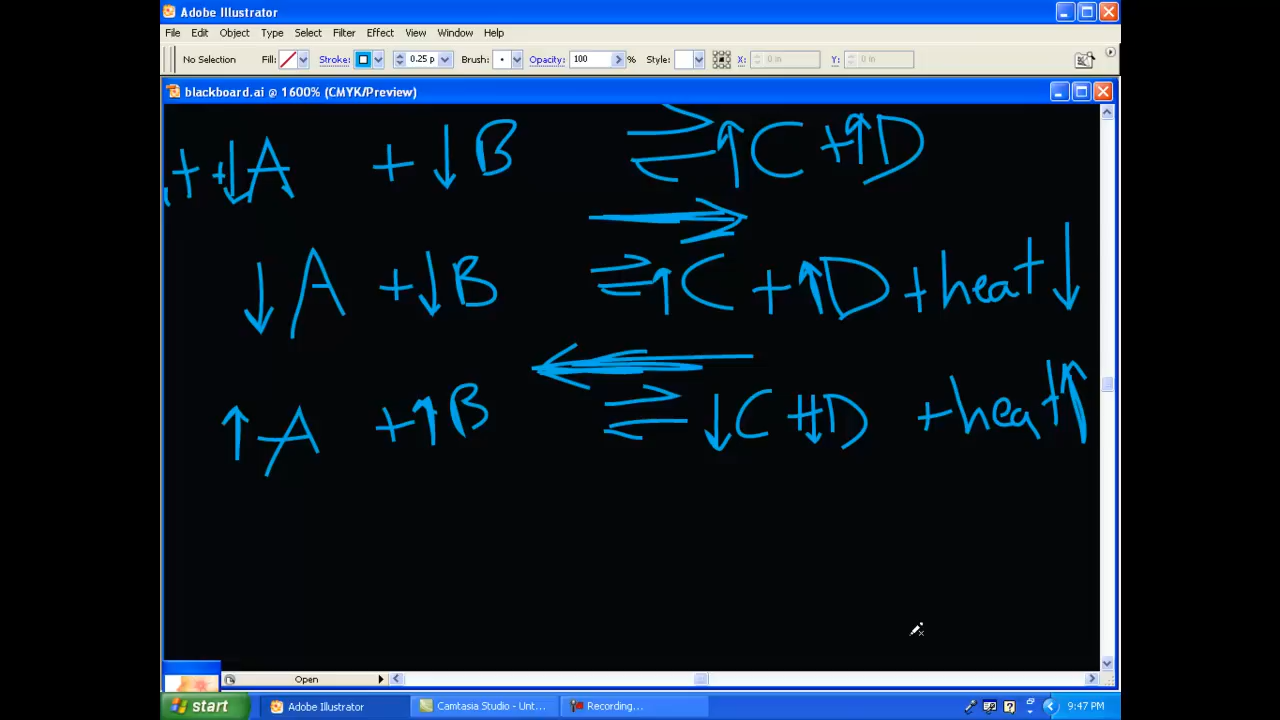 Adobe Illustrator
File Edit Object Type Select Filter Effect View Window Help
No Selection Fill: Stroke: 0.25 p Brush: Opacity: 100 % Style: X: 0 m Y: 0 m
blackboard.ai @ 1600% (CMYK/Preview)
+ ↓A + ↓B ⇌ ↑C + ↑D
→
↓A + ↓B ⇌ ↑C + ↑D + heat ↓
←
↑A + ↑B ⇌ ↓C + ↓D + heat ↑
Open
start Adobe Illustrator Camtasia Studio - Unt... Recording... 9:47 PM